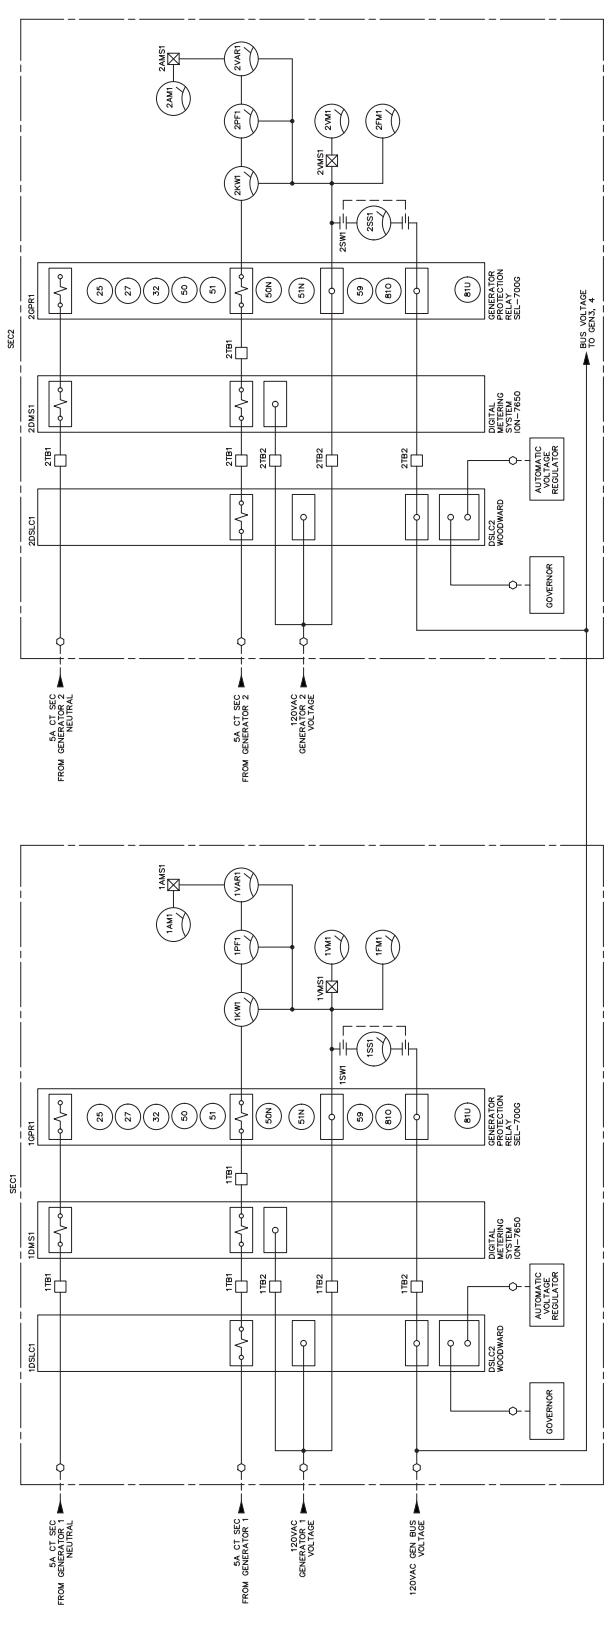 SEC1
5A CT SEC
FROM GENERATOR 1
NEUTRAL
5A CT SEC
FROM GENERATOR 1
120VAC
GENERATOR 1
VOLTAGE
120VAC GEN BUS
VOLTAGE
1DSLC1
DSLC2
WOODWARD
GOVERNOR
AUTOMATIC
VOLTAGE
REGULATOR
1TB1
1TB1
1TB2
1TB2
1DMS1
DIGITAL
METERING
SYSTEM
ION-7650
1TB1
1GPR1
25
27
32
50
51
50N
51N
59
81O
81U
GENERATOR
PROTECTION
RELAY
SEL-700G
1SW1
1SS1
1KW1
1PF1
1VAR1
1AM1
1AMS1
1VMS1
1VM1
1FM1
SEC2
5A CT SEC
FROM GENERATOR 2
NEUTRAL
5A CT SEC
FROM GENERATOR 2
120VAC
GENERATOR 2
VOLTAGE
2DSLC1
DSLC2
WOODWARD
GOVERNOR
AUTOMATIC
VOLTAGE
REGULATOR
2TB1
2TB1
2TB2
2TB2
2DMS1
DIGITAL
METERING
SYSTEM
ION-7650
2TB1
2GPR1
25
27
32
50
51
50N
51N
59
81O
81U
GENERATOR
PROTECTION
RELAY
SEL-700G
2SW1
2SS1
2KW1
2PF1
2VAR1
2AM1
2AMS1
2VMS1
2VM1
2FM1
BUS VOLTAGE
TO GEN3, 4